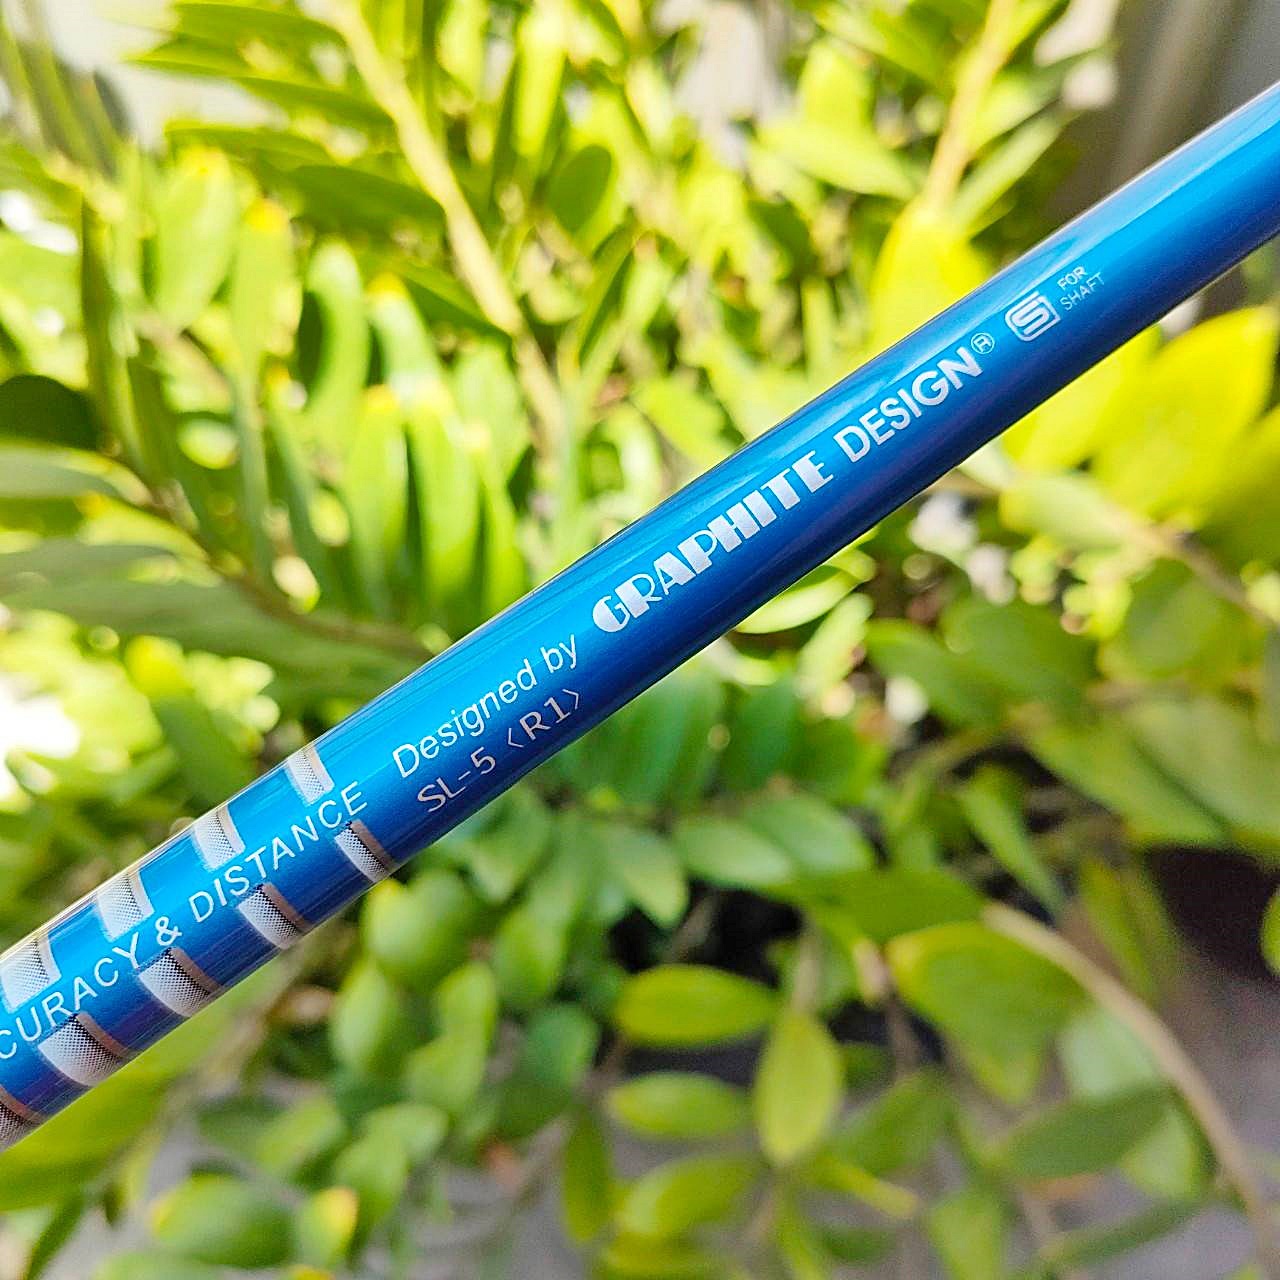 CURACY & DISTANCE
Designed by GRAPHITE DESIGN®
SL-5 〈R1〉
S FOR
SHAFT